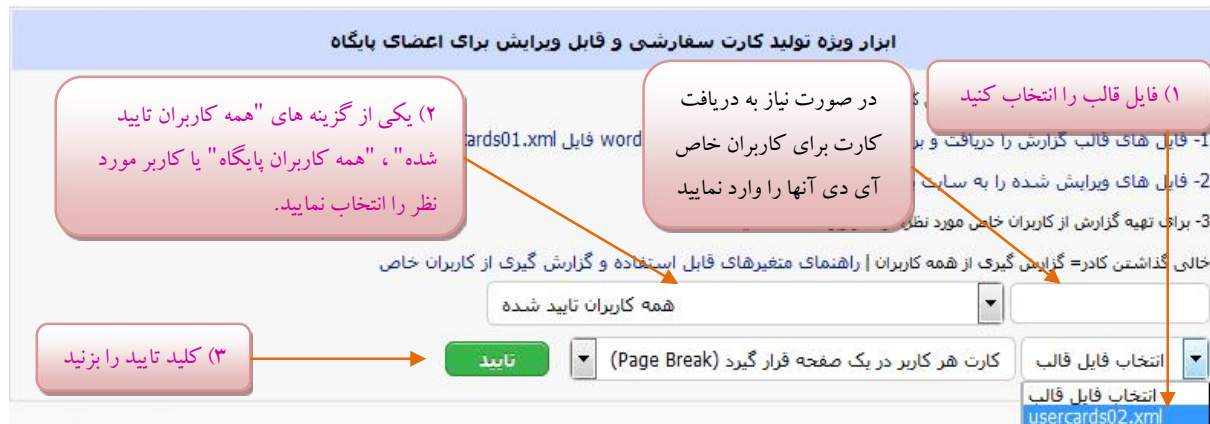 ابزار ویژه تولید کارت سفارشی و قابل ویرایش برای اعضای پایگاه
۱) فایل قالب را انتخاب کنید
در صورت نیاز به دریافت
کارت برای کاربران خاص
آی دی آنها را وارد نمایید
۲) یکی از گزینه های "همه کاربران تایید
شده" ، "همه کاربران پایگاه" یا کاربر مورد
نظر را انتخاب نمایید.
1- فایل های قالب گزارش را دریافت و word فایل ards01.xml
2- فایل های ویرایش شده را به سایت
3- برای تهیه گزارش از کاربران خاص مورد نظر
خالی گذاشتن کادر= گزارش گیری از همه کاربران | راهنمای متغیرهای قابل استفاده و گزارش گیری از کاربران خاص
همه کاربران تایید شده
انتخاب فایل قالب
کارت هر کاربر در یک صفحه قرار گیرد (Page Break)
تایید
۳) کلید تایید را بزنید
انتخاب فایل قالب
usercards02.xml